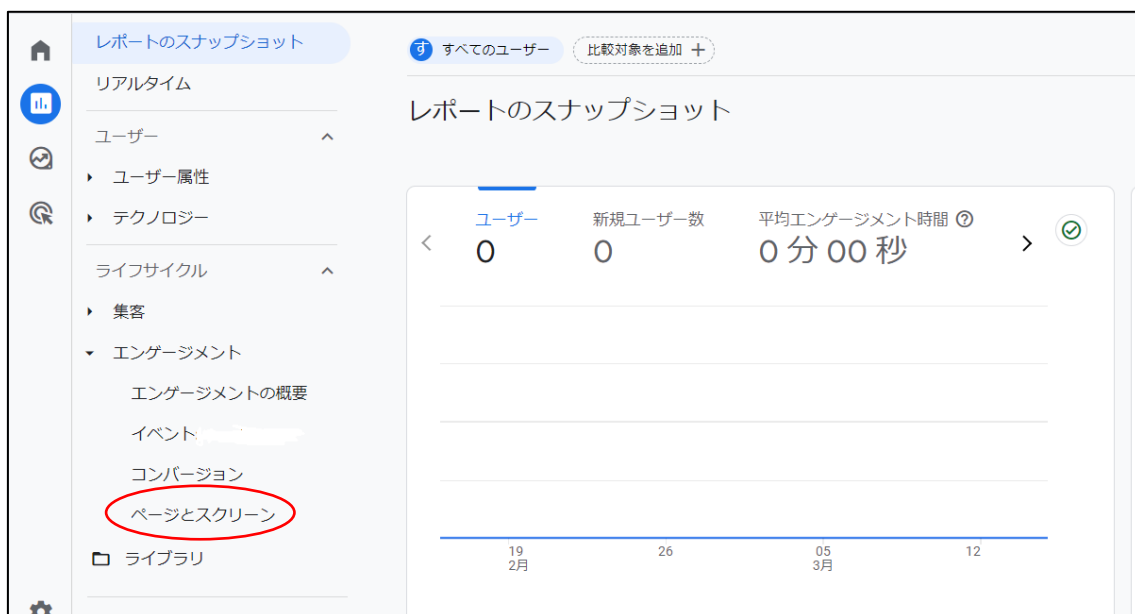 レポートのスナップショット
リアルタイム
ユーザー
ユーザー属性
テクノロジー
ライフサイクル
集客
エンゲージメント
エンゲージメントの概要
イベント
コンバージョン
ページとスクリーン
ライブラリ
す すべてのユーザー 比較対象を追加
レポートのスナップショット
ユーザー 新規ユーザー数 平均エンゲージメント時間
0 0 0 分 00 秒
19 26 05 12
2月 3月